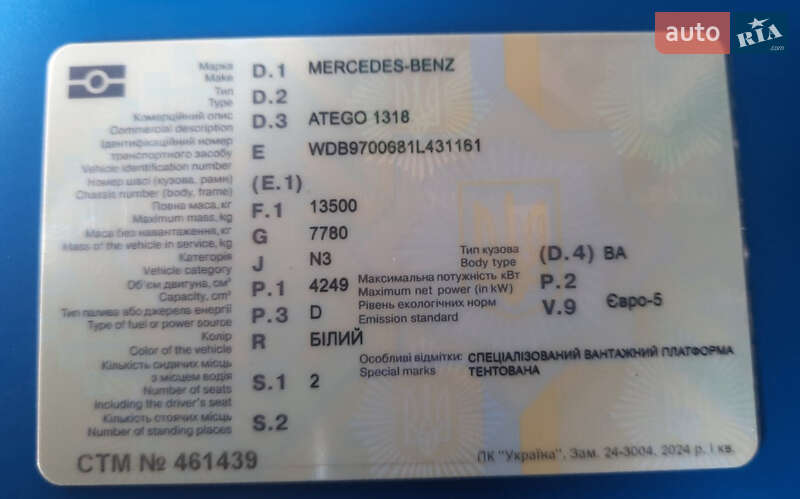 auto RIA.com
Марка D.1 MERCEDES-BENZ
Make
Тип D.2
Type
Комерційний опис D.3 ATEGO 1318
Commercial description
Ідентифікаційний номер E WDB9700681L431161
транспортного засобу
Vehicle identification number
Номер шасі (кузова, рами) (E.1)
Chassis number (body, frame)
Повна маса, кг F.1 13500
Maximum mass, kg
Маса без навантаження, кг G 7780
Mass of the vehicle in service, kg
Категорія J N3
Vehicle category
Тип кузова (D.4) BA
Body type
Об'єм двигуна, см³ P.1 4249
Capacity, cm³
Максимальна потужність кВт P.2
Maximum net power (in kW)
Тип палива або джерела енергії P.3 D
Type of fuel or power source
Рівень екологічних норм V.9 Євро-5
Emission standard
Колір R БІЛИЙ
Color of the vehicle
Кількість сидячих місць S.1 2
з місцем водія
Number of seats
Including the driver's seat
Особливі відмітки: СПЕЦІАЛІЗОВАНИЙ ВАНТАЖНИЙ ПЛАТФОРМА
Special marks ТЕНТОВАНА
Кількість стоячих місць S.2
Number of standing places
СТМ № 461439
ПК "Україна". Зам. 24-3004. 2024 р. І кв.